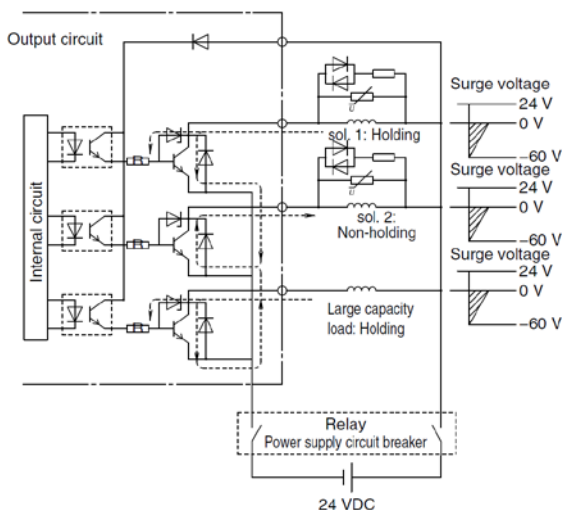 Output circuit
Internal circuit
Surge voltage
24 V
0 V
−60 V
sol. 1: Holding
Surge voltage
24 V
0 V
−60 V
sol. 2:
Non-holding
Surge voltage
24 V
0 V
−60 V
Large capacity
load: Holding
Relay
Power supply circuit breaker
24 VDC